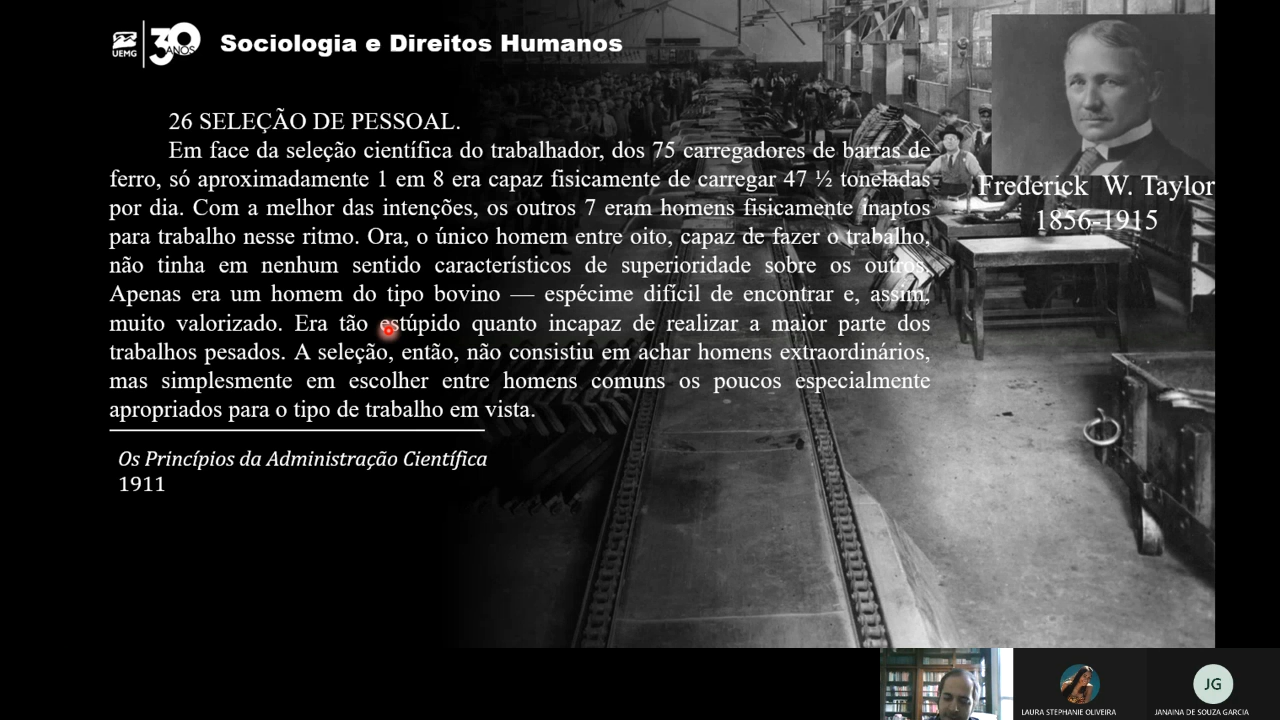 UEMG
30
ANOS
Sociologia e Direitos Humanos
26 SELEÇÃO DE PESSOAL.
Em face da seleção científica do trabalhador, dos 75 carregadores de barras de
ferro, só aproximadamente 1 em 8 era capaz fisicamente de carregar 47 ½ toneladas
por dia. Com a melhor das intenções, os outros 7 eram homens fisicamente inaptos
para trabalho nesse ritmo. Ora, o único homem entre oito, capaz de fazer o trabalho,
não tinha em nenhum sentido característicos de superioridade sobre os outros.
Apenas era um homem do tipo bovino — espécime difícil de encontrar e, assim,
muito valorizado. Era tão estúpido quanto incapaz de realizar a maior parte dos
trabalhos pesados. A seleção, então, não consistiu em achar homens extraordinários,
mas simplesmente em escolher entre homens comuns os poucos especialmente
apropriados para o tipo de trabalho em vista.
Os Princípios da Administração Científica
1911
Frederick W. Taylor
1856-1915
LAURA STEPHANIE OLIVEIRA
JG
JANAINA DE SOUZA GARCIA